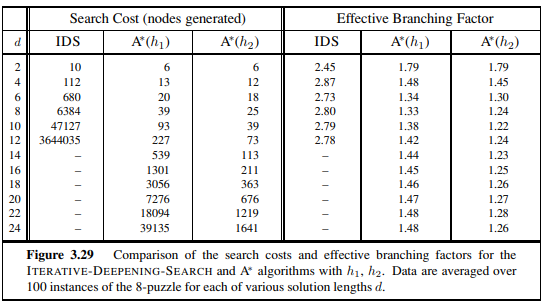 Search Cost (nodes generated) Effective Branching Factor
d IDS A*(h1) A*(h2) IDS A*(h1) A*(h2)
2 10 6 6 2.45 1.79 1.79
4 112 13 12 2.87 1.48 1.45
6 680 20 18 2.73 1.34 1.30
8 6384 39 25 2.80 1.33 1.24
10 47127 93 39 2.79 1.38 1.22
12 3644035 227 73 2.78 1.42 1.24
14 – 539 113 – 1.44 1.23
16 – 1301 211 – 1.45 1.25
18 – 3056 363 – 1.46 1.26
20 – 7276 676 – 1.47 1.27
22 – 18094 1219 – 1.48 1.28
24 – 39135 1641 – 1.48 1.26
Figure 3.29 Comparison of the search costs and effective branching factors for the
ITERATIVE-DEEPENING-SEARCH and A* algorithms with h1, h2. Data are averaged over
100 instances of the 8-puzzle for each of various solution lengths d.